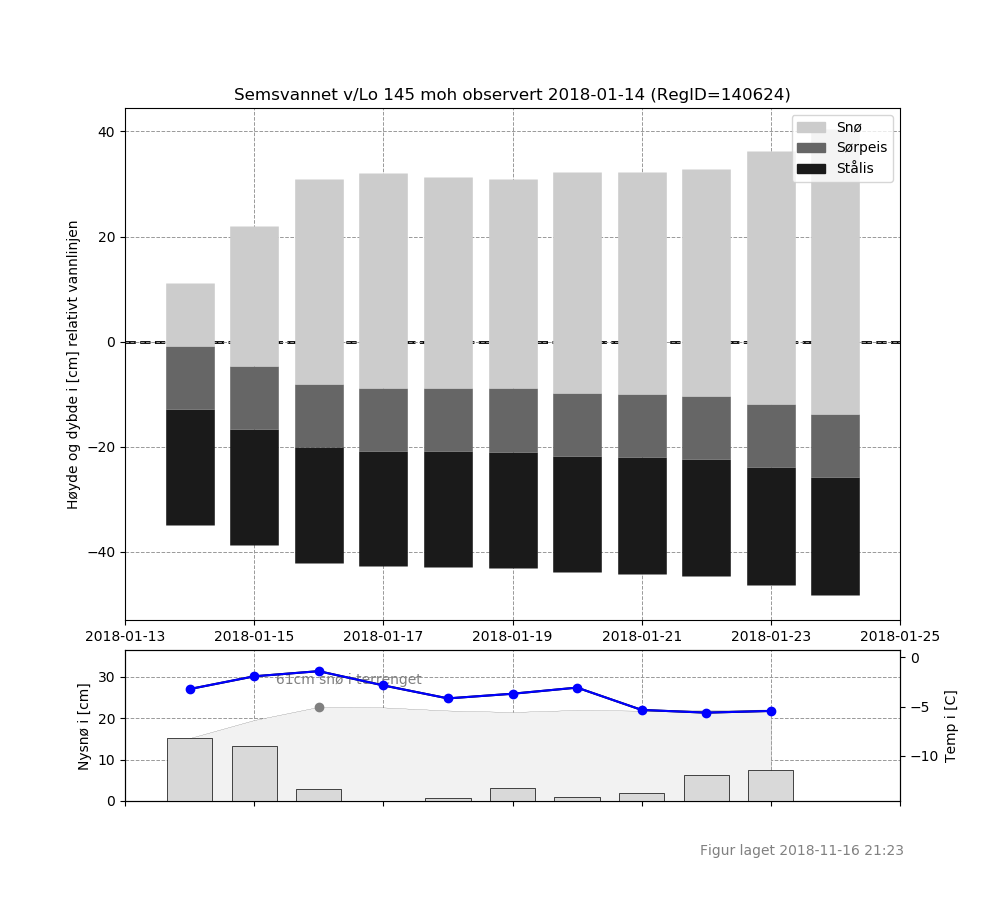 Semsvannet v/Lo 145 moh observert 2018-01-14 (RegID=140624)
Høyde og dybde i [cm] relativt vannlinjen
40
20
0
−20
−40
Snø
Sørpeis
Stålis
2018-01-13 2018-01-15 2018-01-17 2018-01-19 2018-01-21 2018-01-23 2018-01-25
Nysnø i [cm]
30
20
10
0
61cm snø i terrenget
0
−5
−10
Temp i [C]
Figur laget 2018-11-16 21:23